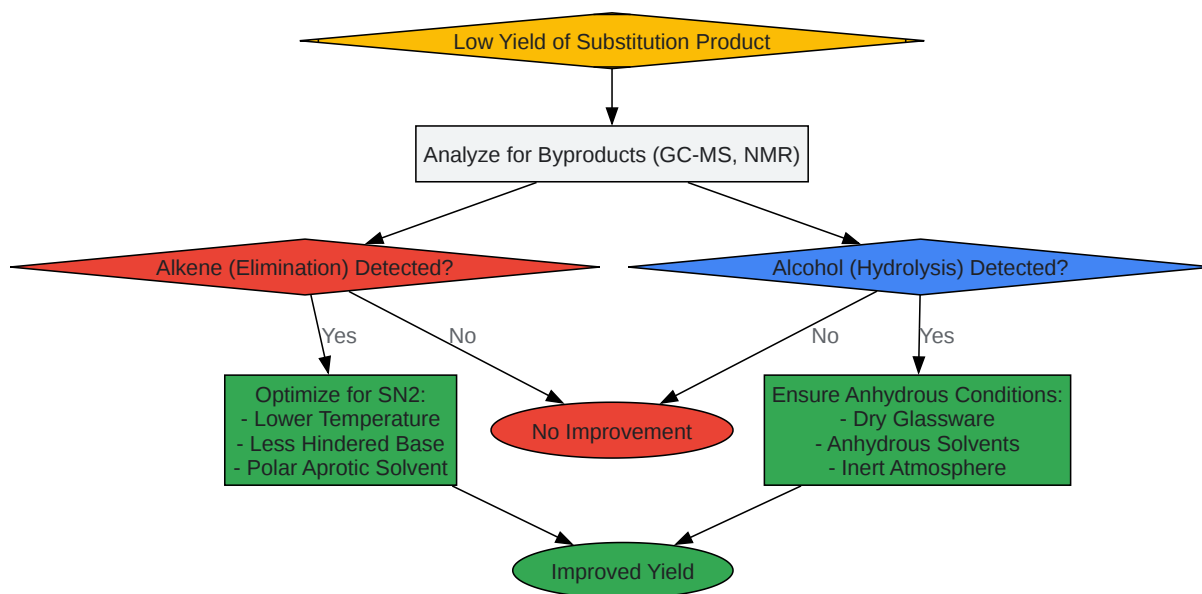 Low Yield of Substitution Product
Analyze for Byproducts (GC-MS, NMR)
Alkene (Elimination) Detected?
Alcohol (Hydrolysis) Detected?
Yes
No
No
Yes
Optimize for SN2:
- Lower Temperature
- Less Hindered Base
- Polar Aprotic Solvent
No Improvement
Ensure Anhydrous Conditions:
- Dry Glassware
- Anhydrous Solvents
- Inert Atmosphere
Improved Yield